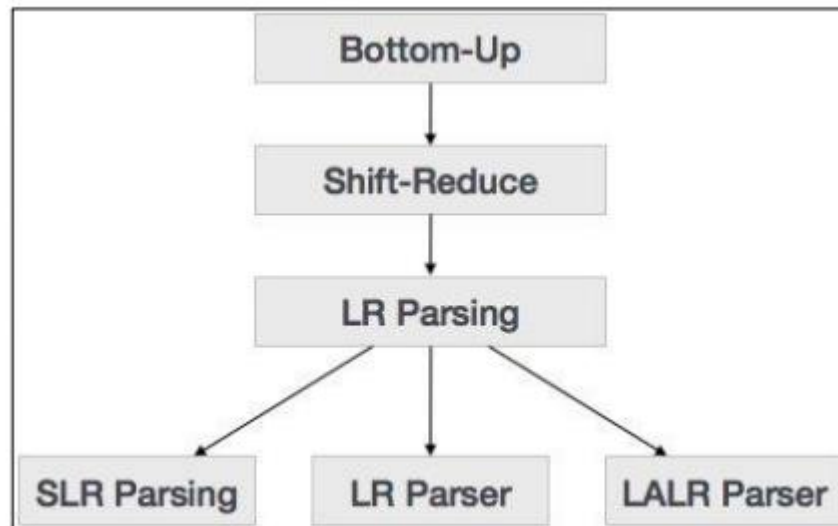 Bottom-Up
Shift-Reduce
LR Parsing
SLR Parsing
LR Parser
LALR Parser